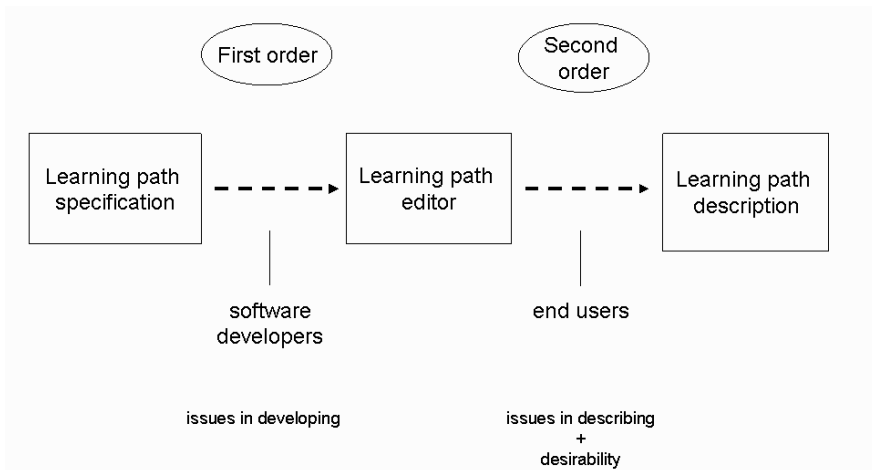 First order
Second
order
Learning path
specification
Learning path
editor
Learning path
description
software
developers
end users
issues in developing
issues in describing
+
desirability